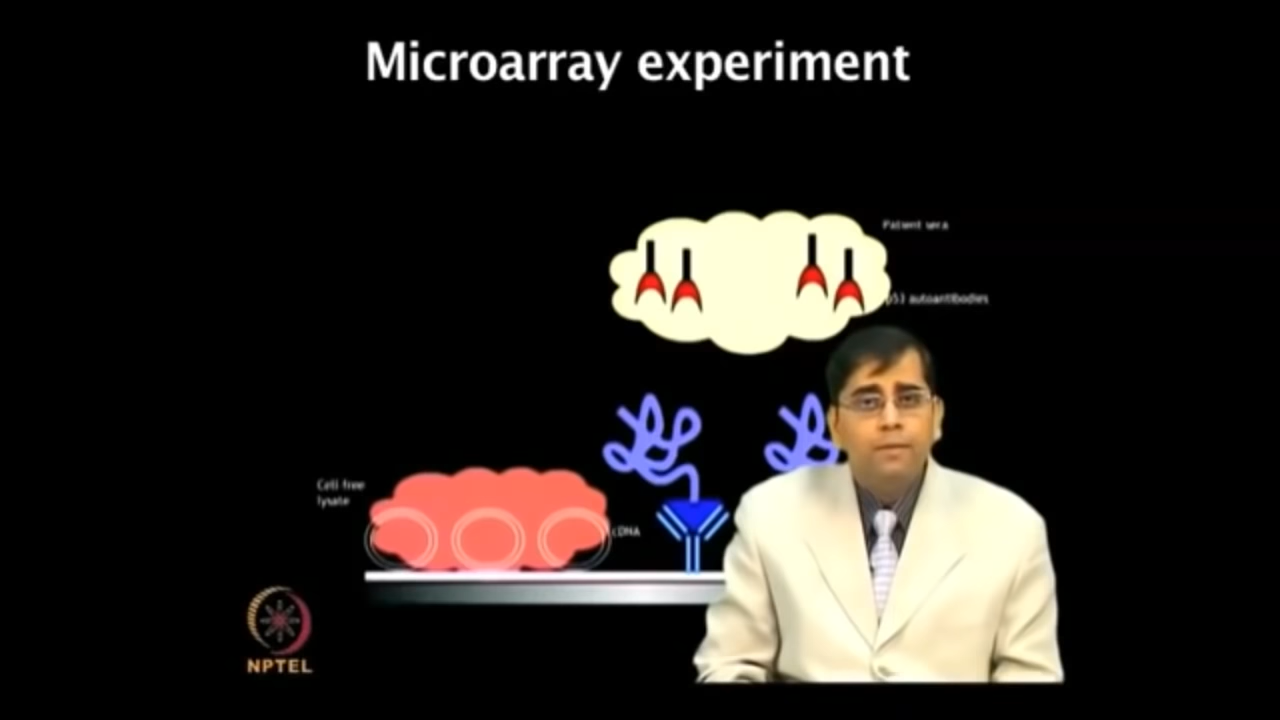 Microarray experiment
Patient sera
autoantibodies
Cell free
lysate
cDNA
NPTEL